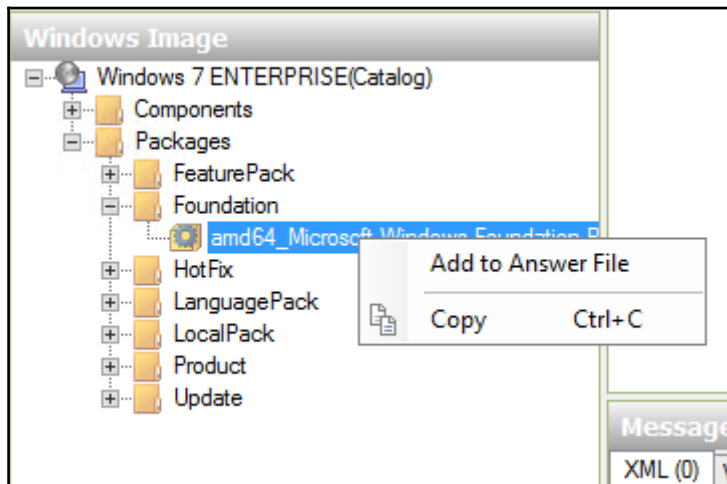 Windows Image
Windows 7 ENTERPRISE(Catalog)
Components
Packages
FeaturePack
Foundation
amd64_Microsoft-Windows-Foundation-P
Add to Answer File
HotFix
LanguagePack
Copy Ctrl+C
LocalPack
Product
Update
Message
XML (0)